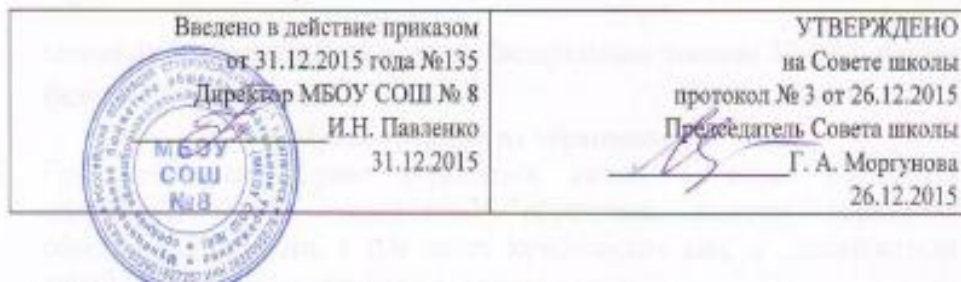 Введено в действие приказом
от 31.12.2015 года №135
Директор МБОУ СОШ № 8
И.Н. Павленко
31.12.2015
МБОУ
СОШ
№8
УТВЕРЖДЕНО
на Совете школы
протокол № 3 от 26.12.2015
Председатель Совета школы
Г. А. Моргунова
26.12.2015